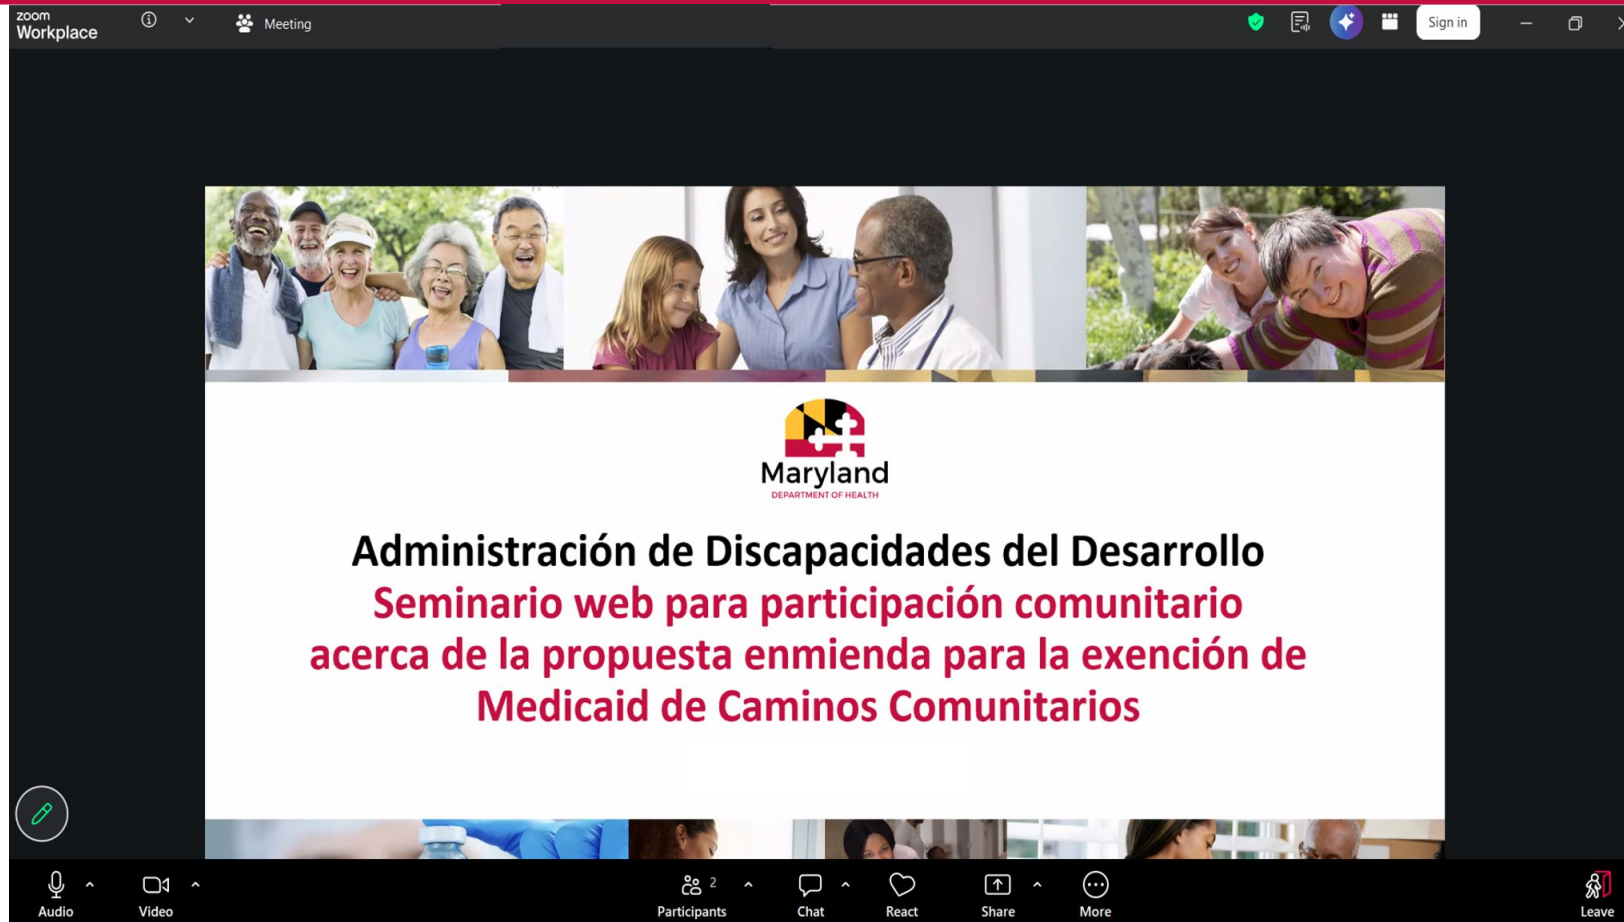 zoom
Workplace
Meeting
Sign in
Maryland
DEPARTMENT OF HEALTH
Administración de Discapacidades del Desarrollo
Seminario web para participación comunitario
acerca de la propuesta enmienda para la exención de
Medicaid de Caminos Comunitarios
2
Audio
Video
Participants
Chat
React
Share
More
Leave